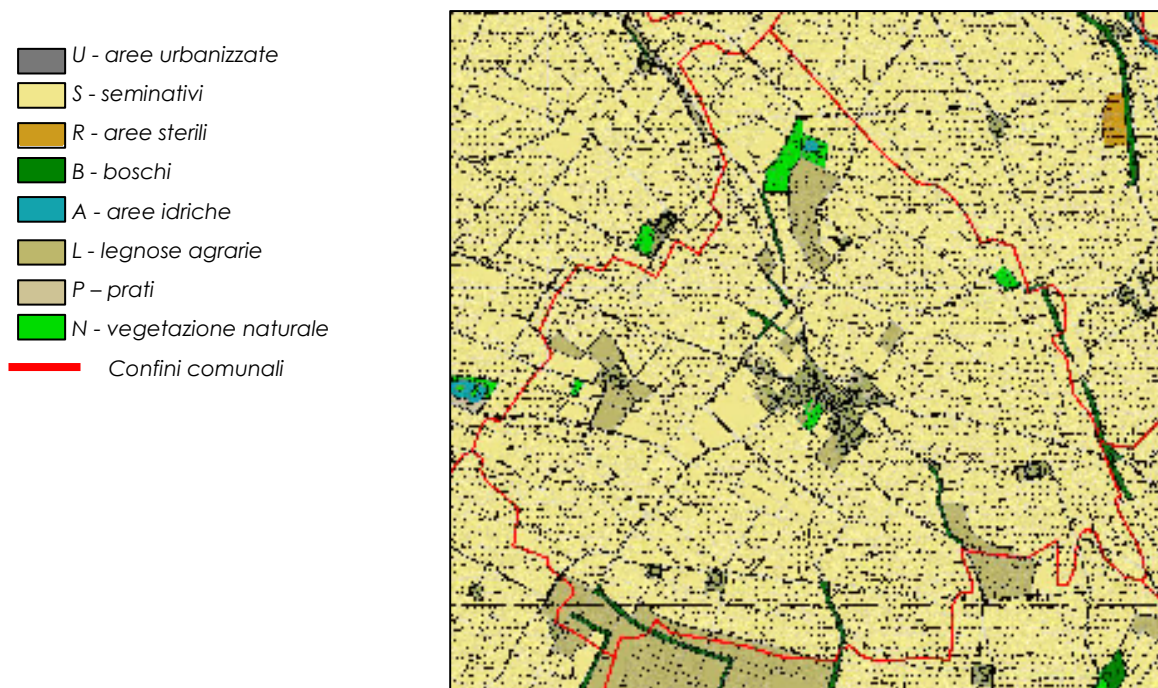 U - aree urbanizzate
S - seminativi
R - aree sterili
B - boschi
A - aree idriche
L - legnose agrarie
P – prati
N - vegetazione naturale
Confini comunali